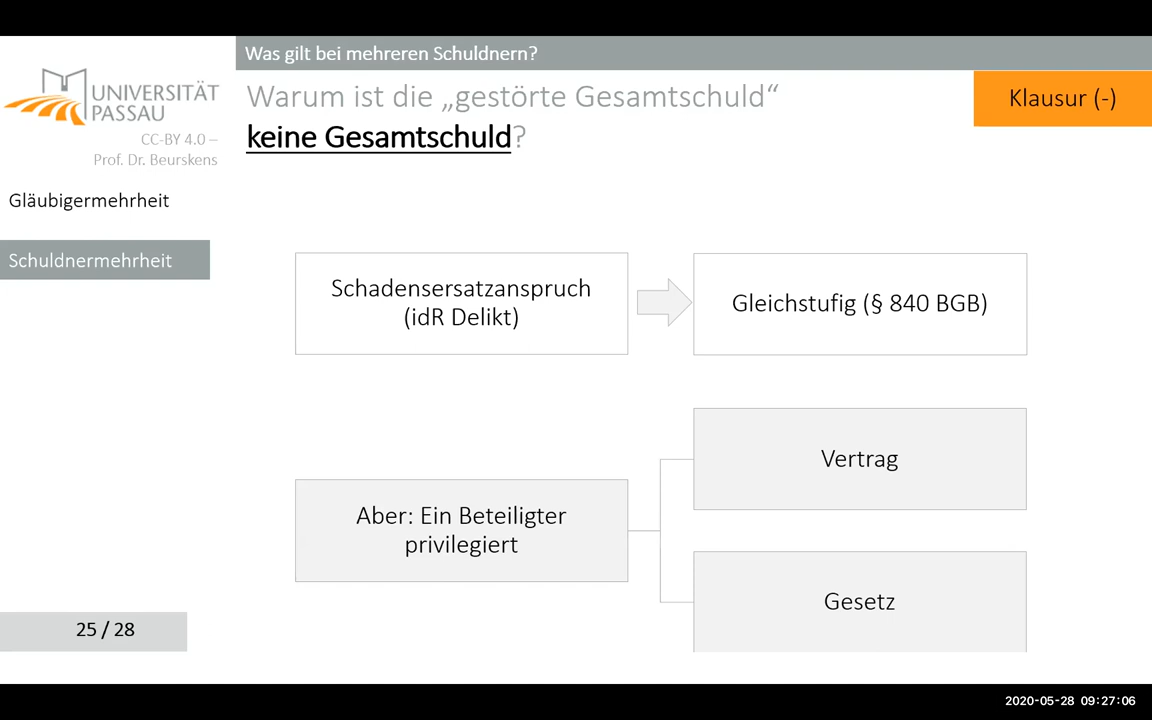 Was gilt bei mehreren Schuldnern?
UNIVERSITÄT
PASSAU
CC-BY 4.0 –
Prof. Dr. Beurskens
Warum ist die „gestörte Gesamtschuld“
keine Gesamtschuld?
Klausur (-)
Gläubigermehrheit
Schuldnermehrheit
Schadensersatzanspruch
(idR Delikt)
Gleichstufig (§ 840 BGB)
Aber: Ein Beteiligter
privilegiert
Vertrag
Gesetz
25 / 28
2020-05-28 09:27:06